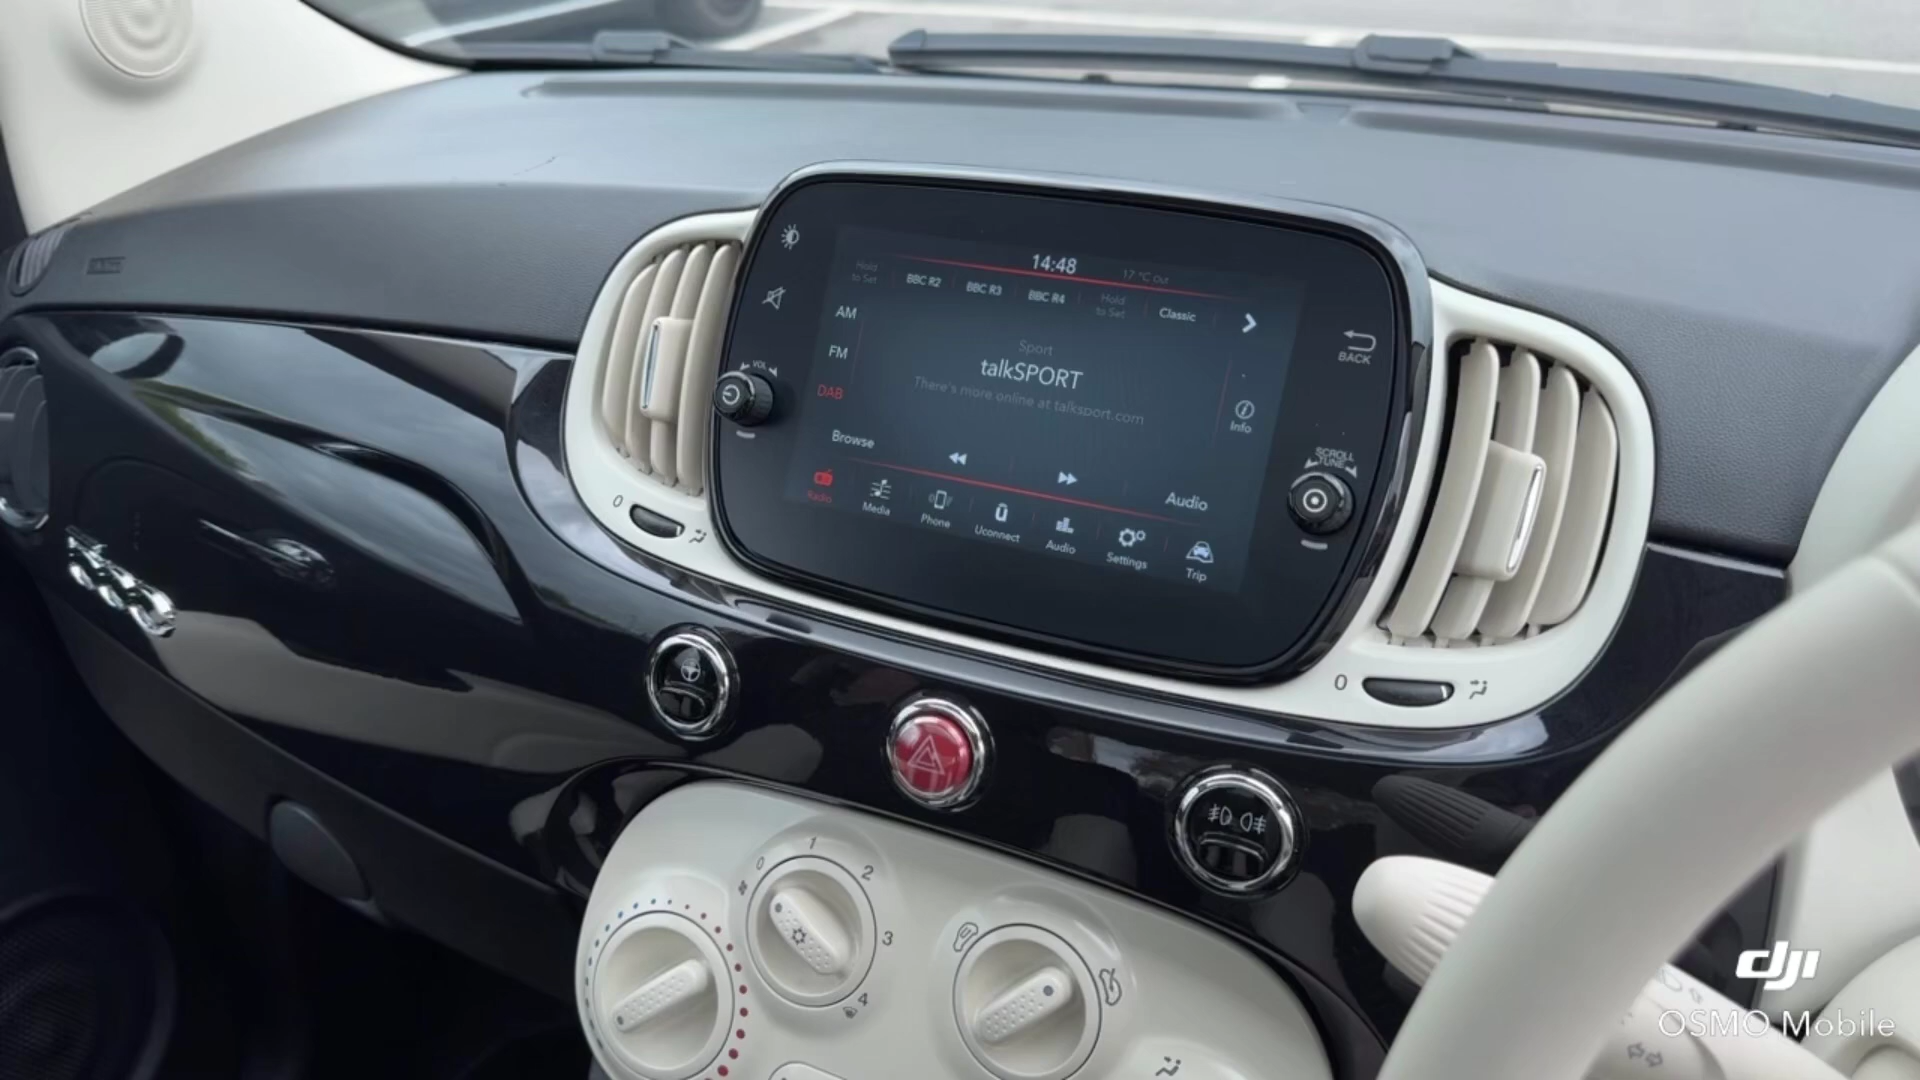 14:48
17 °C Out
Hold
to Set
BBC R2
BBC R3
BBC R4
Hold
to Set
Classic
AM
FM
DAB
Browse
Sport
talkSPORT
There's more online at talksport.com
Info
Audio
Radio
Media
Phone
Uconnect
Audio
Settings
Trip
VOL
BACK
SCROLL
TUNE
0
0
500
0
1
2
3
4
dji
OSMO Mobile